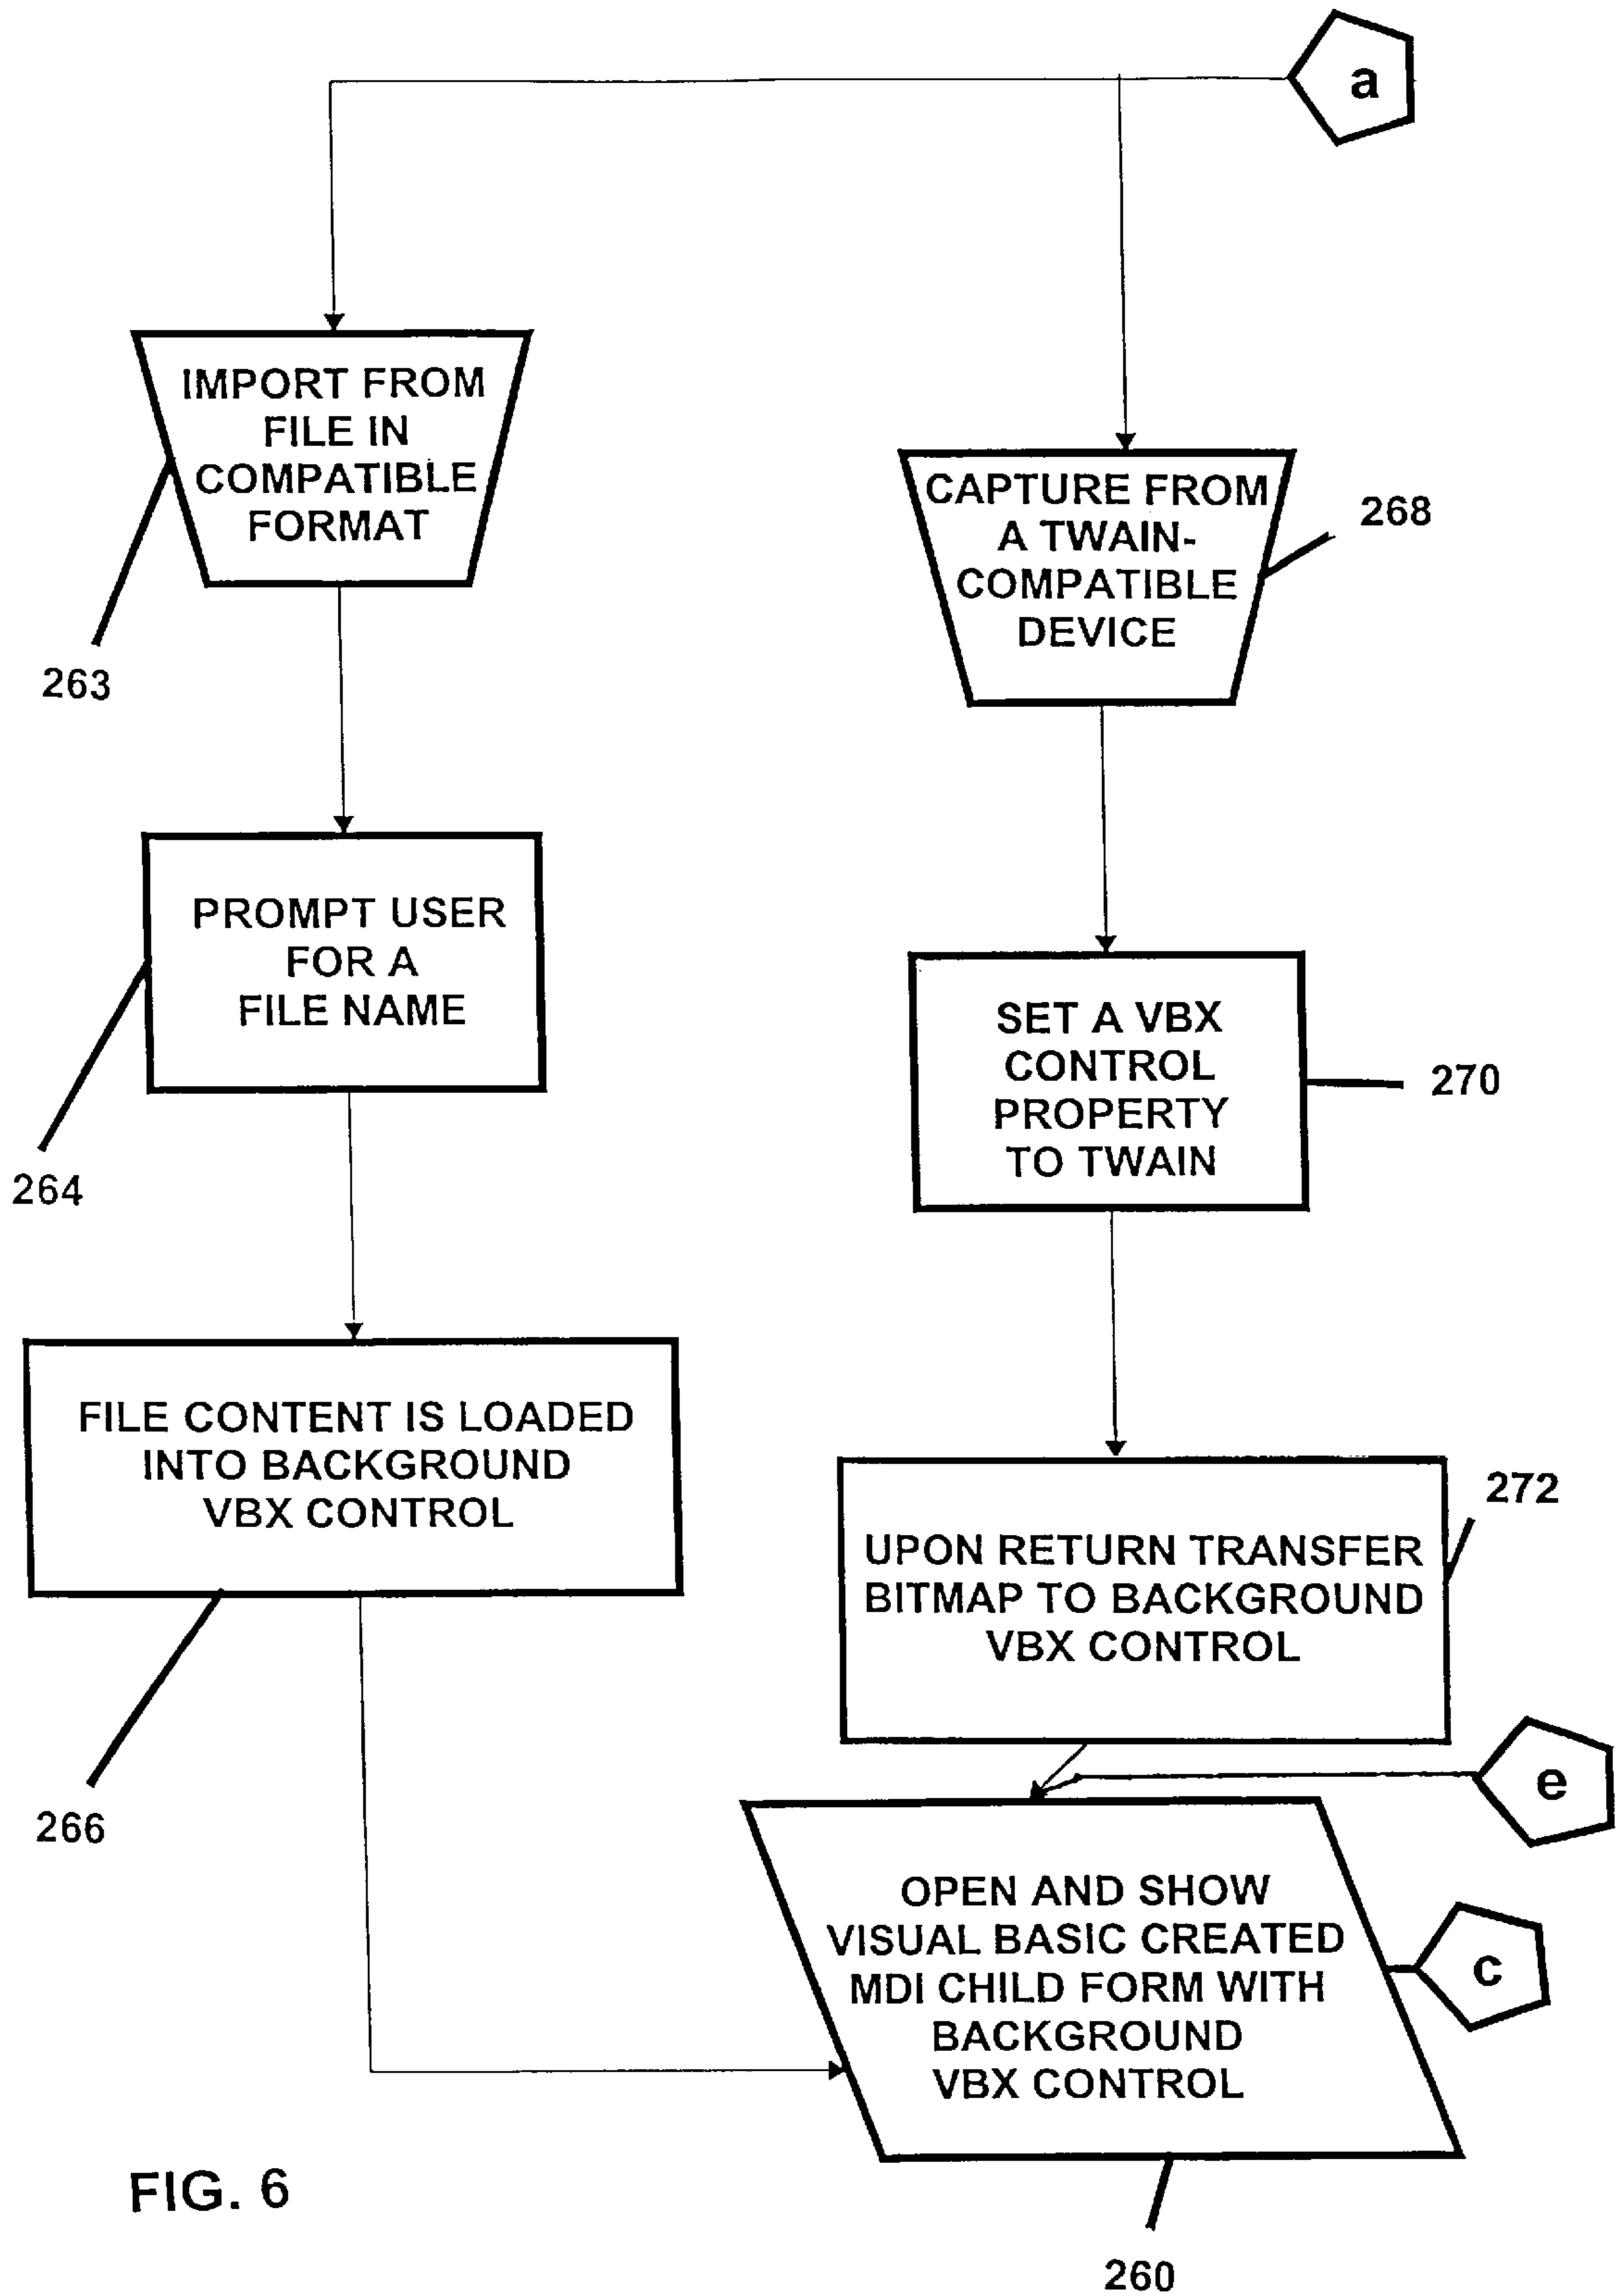 a
IMPORT FROM
FILE IN
COMPATIBLE
FORMAT
263
CAPTURE FROM
A TWAIN-
COMPATIBLE
DEVICE
268
PROMPT USER
FOR A
FILE NAME
264
SET A VBX
CONTROL
PROPERTY
TO TWAIN
270
FILE CONTENT IS LOADED
INTO BACKGROUND
VBX CONTROL
266
UPON RETURN TRANSFER
BITMAP TO BACKGROUND
VBX CONTROL
272
e
OPEN AND SHOW
VISUAL BASIC CREATED
MDI CHILD FORM WITH
BACKGROUND
VBX CONTROL
c
260
FIG. 6